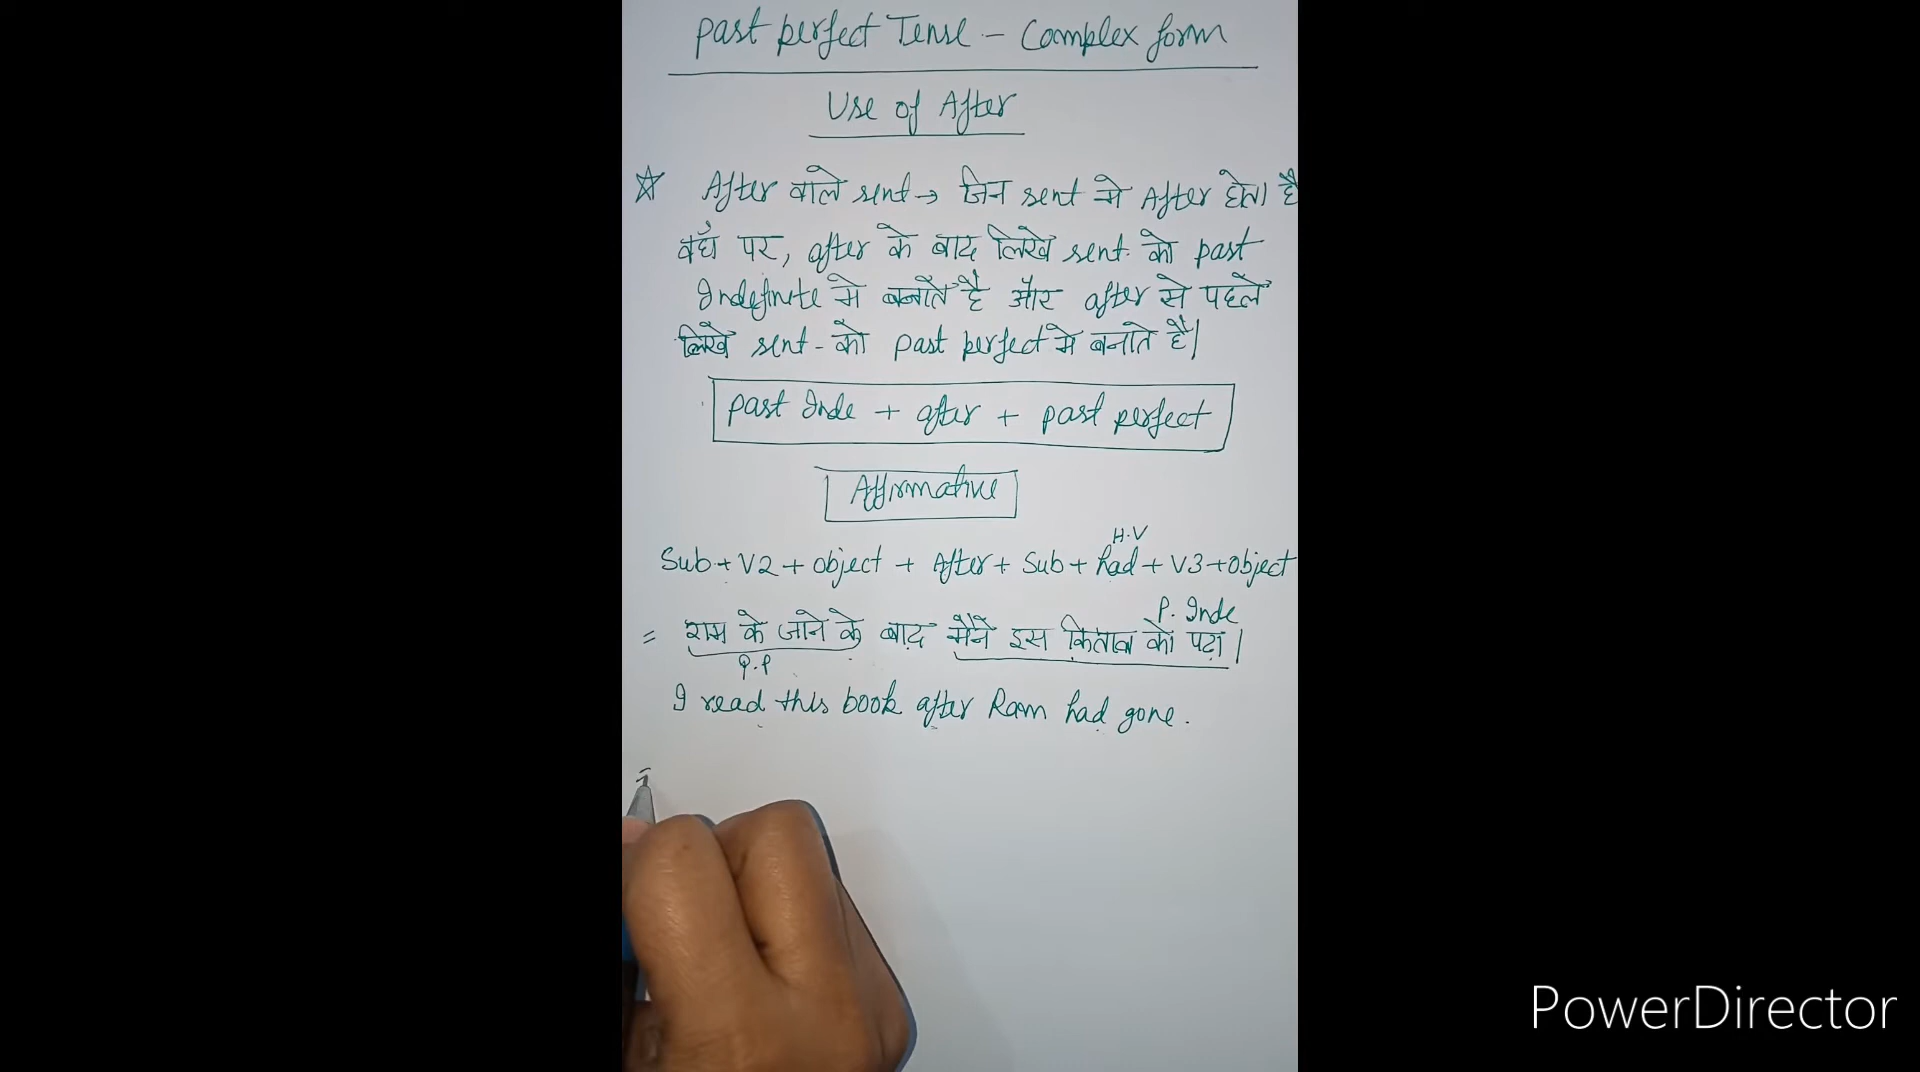 Past perfect Tense - Complex form
Use of After
☆ After वाले sent → जिन sent मे After होता है
वहाँ पर, after के बाद लिखे sent. को past
Indefinite मे बनाते है और after से पहले
लिखे sent - को past perfect मे बनाते है।
past Inde + after + past perfect
Affirmative
H.V
Sub + V2 + object + After + Sub + had + V3 + object
P. Inde
= राम के जाने के बाद मैने इस किताब को पढ़ा।
P.P
I read this book after Ram had gone.
=
PowerDirector